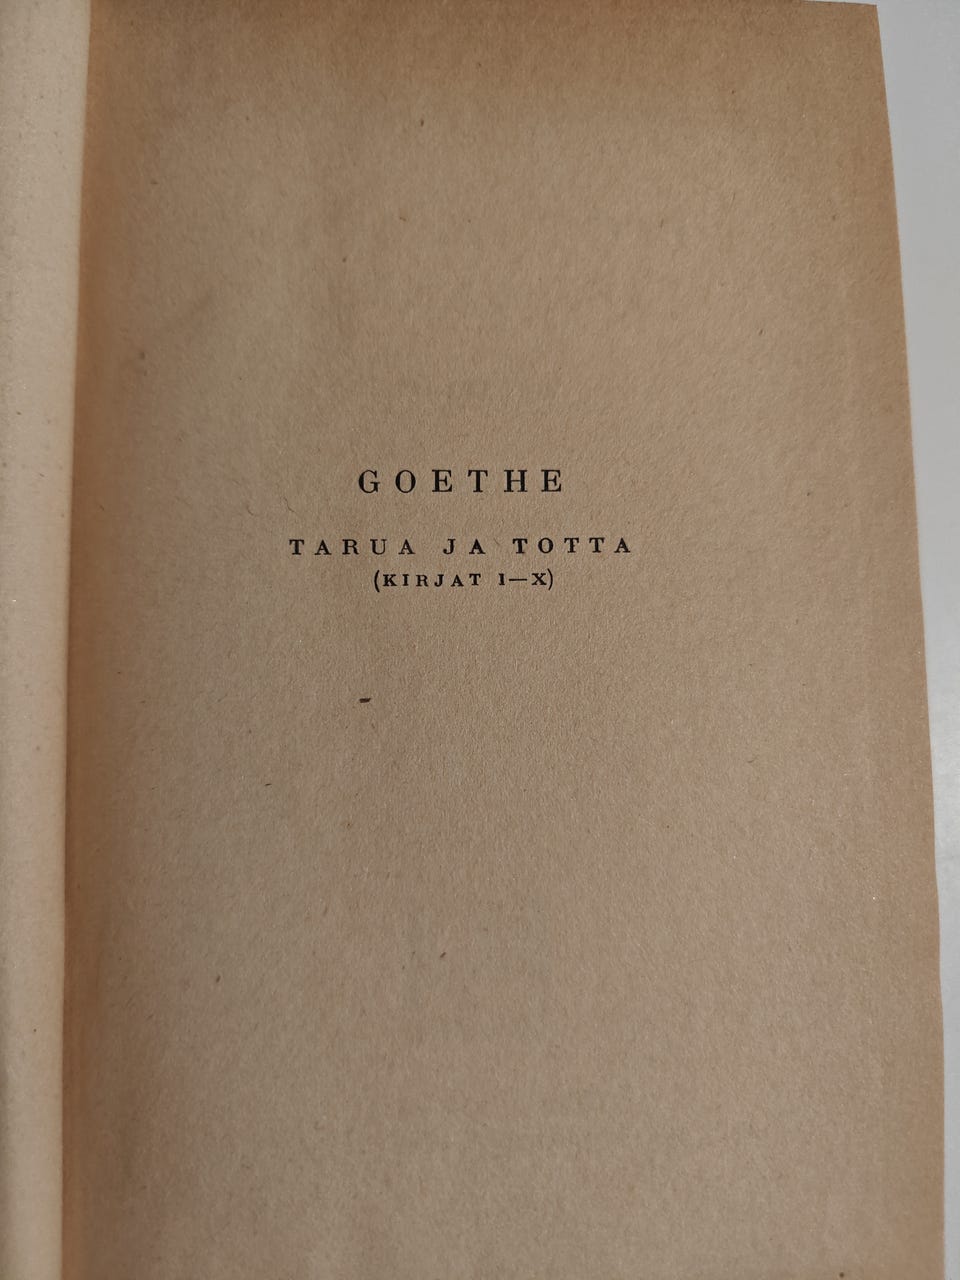 GOETHE
TARUA JA TOTTA
(KIRJAT I—X)